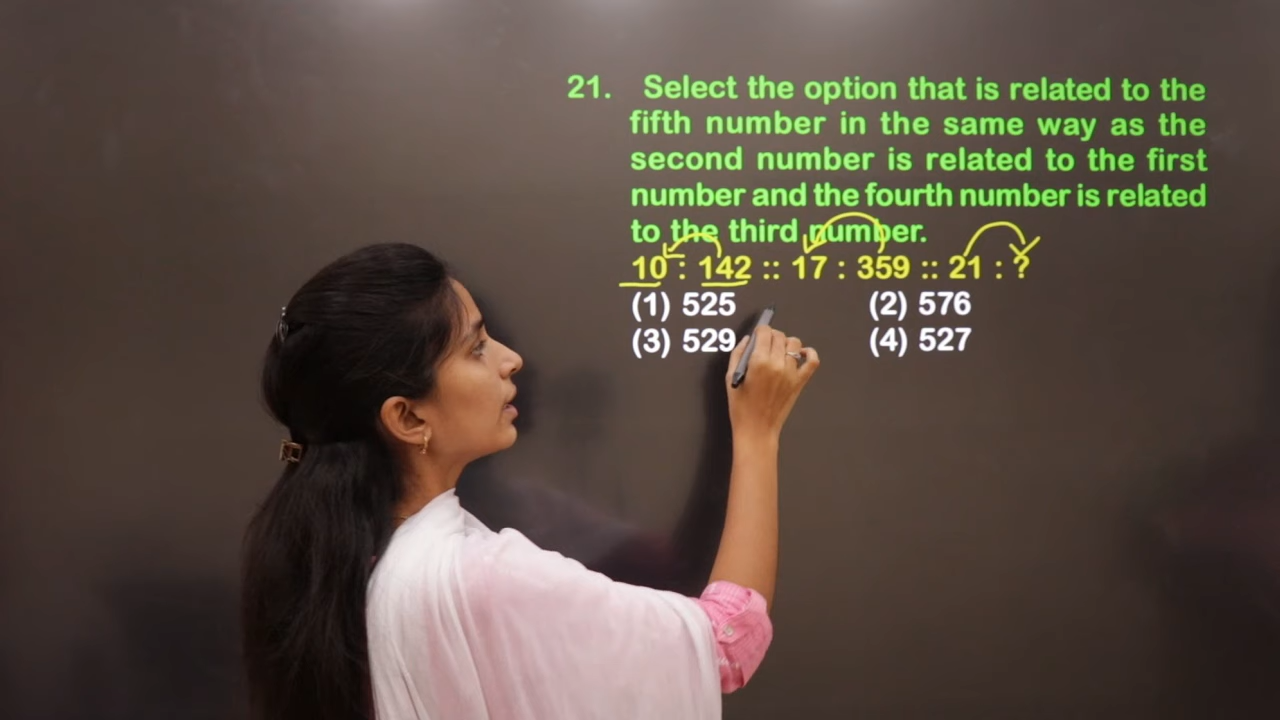 21. Select the option that is related to the
fifth number in the same way as the
second number is related to the first
number and the fourth number is related
to the third number.
10 : 142 :: 17 : 359 :: 21 : ?
(1) 525 (2) 576
(3) 529 (4) 527